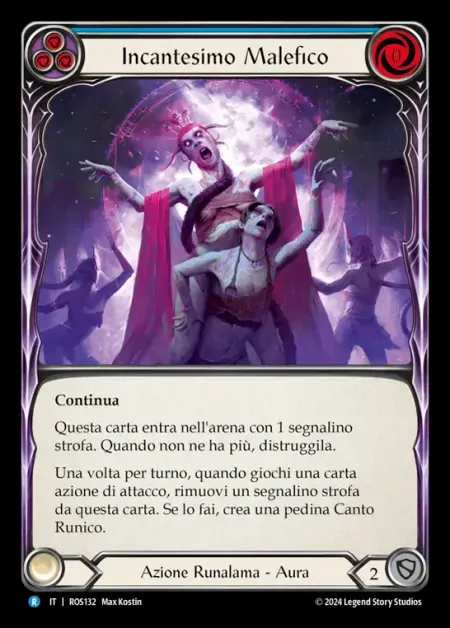 Incantesimo Malefico
0
Continua
Questa carta entra nell'arena con 1 segnalino
strofa. Quando non ne ha più, distruggila.
Una volta per turno, quando giochi una carta
azione di attacco, rimuovi un segnalino strofa
da questa carta. Se lo fai, crea una pedina Canto
Runico.
Azione Runalama - Aura
2
R IT | ROS132 Max Kostin
© 2024 Legend Story Studios